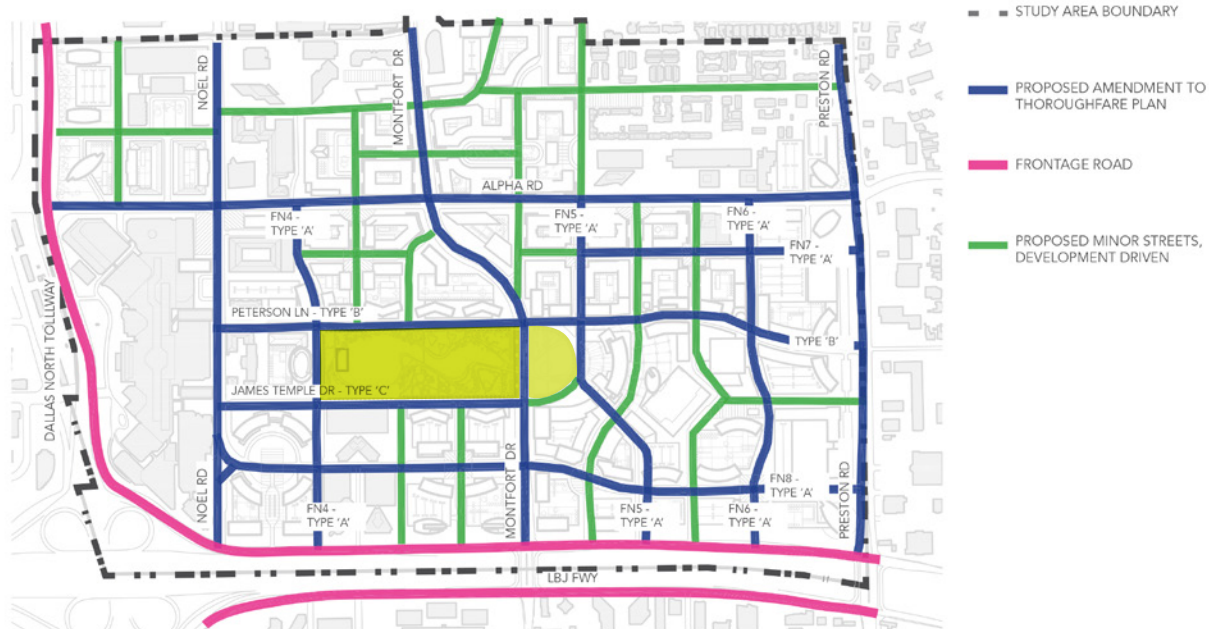 STUDY AREA BOUNDARY
PROPOSED AMENDMENT TO
THOROUGHFARE PLAN
FRONTAGE ROAD
PROPOSED MINOR STREETS,
DEVELOPMENT DRIVEN
NOEL RD
MONTFORT DR
PRESTON RD
ALPHA RD
FN4 -
TYPE 'A'
FN5 -
TYPE 'A'
FN6 -
TYPE 'A'
FN7 -
TYPE 'A'
PETERSON LN - TYPE 'B'
TYPE 'B'
JAMES TEMPLE DR - TYPE 'C'
DALLAS NORTH TOLLWAY
NOEL RD
FN4 -
TYPE 'A'
MONTFORT DR
FN5 -
TYPE 'A'
FN6 -
TYPE 'A'
FN8 -
TYPE 'A'
PRESTON RD
LBJ FWY